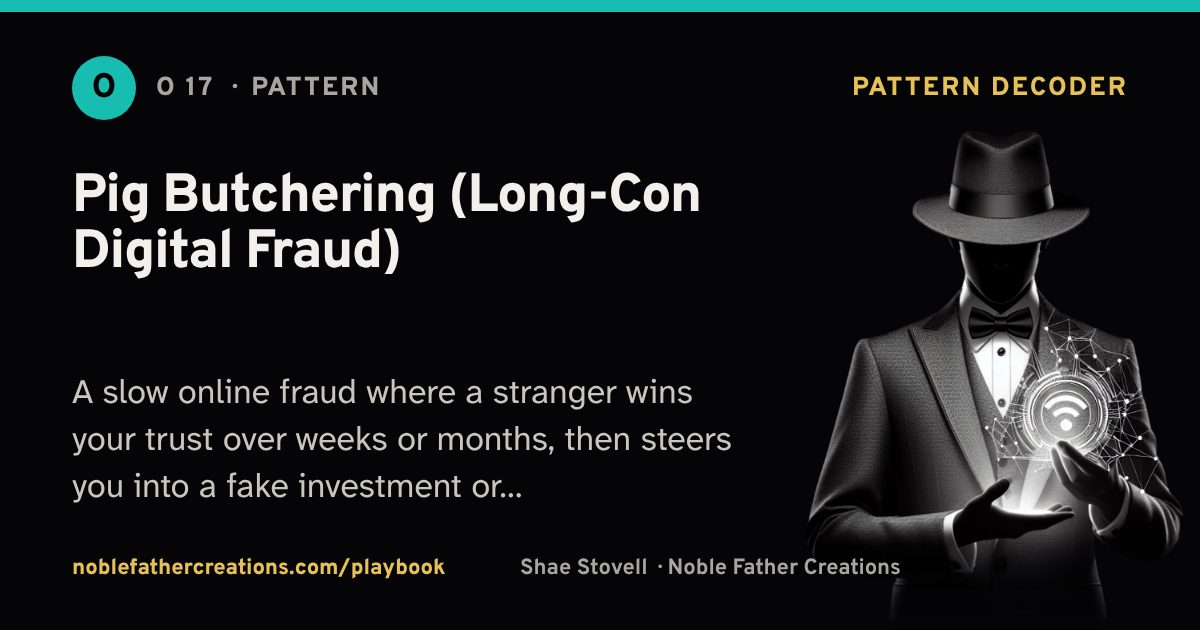 O
O 17 · PATTERN
PATTERN DECODER
Pig Butchering (Long-Con
Digital Fraud)
A slow online fraud where a stranger wins
your trust over weeks or months, then steers
you into a fake investment or...
noblefathercreations.com/playbook
Shae Stovell · Noble Father Creations